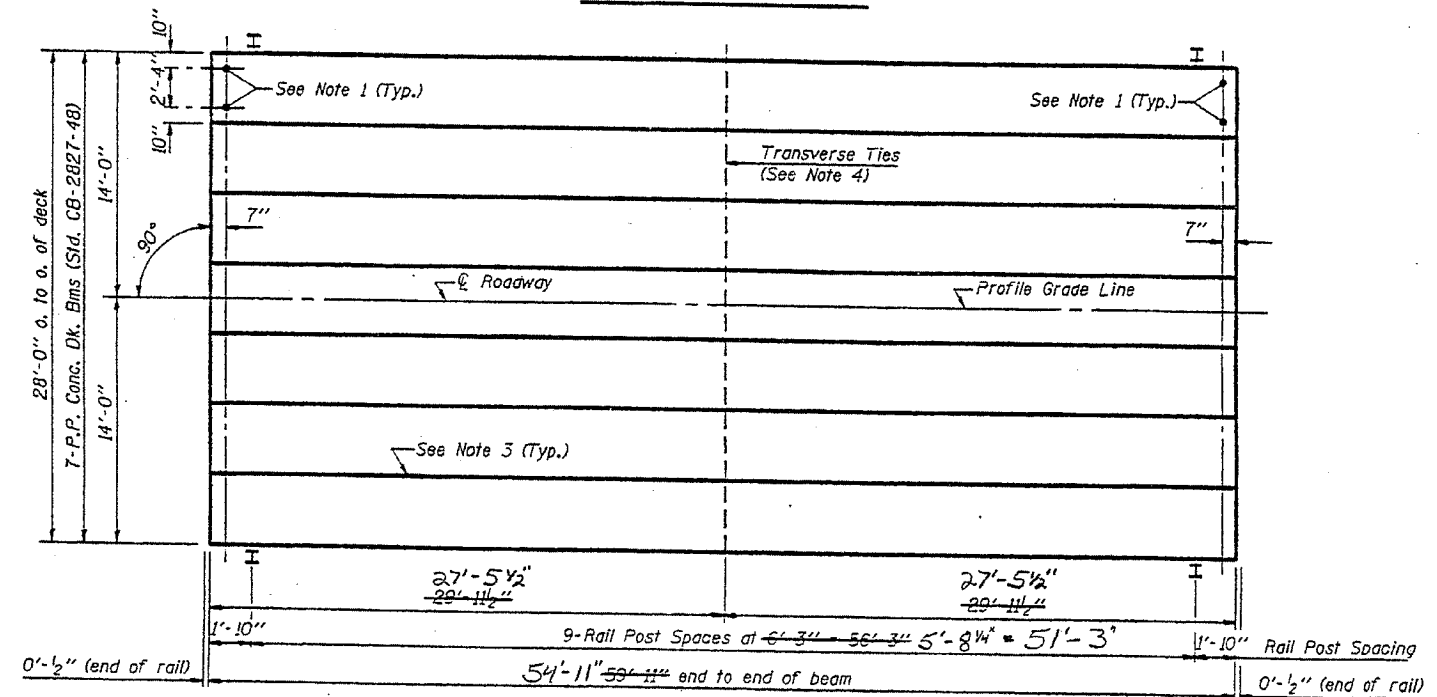 10"
2'-4"
10"
See Note 1 (Typ.)
See Note 1 (Typ.)
Transverse Ties
(See Note 4)
28'-0" o. to o. of deck
7-P.P. Conc. Dk. Bms (Std. CB-2827-48)
14'-0"
14'-0"
90°
7"
7"
℄ Roadway
Profile Grade Line
See Note 3 (Typ.)
27'-5½"
29'-11½"
27'-5½"
29'-11½"
1'-10"
9-Rail Post Spaces at 6'-3" = 56'-3" 5'-8¼" = 51'-3"
1'-10" Rail Post Spacing
0'-½" (end of rail)
54'-11" 59'-11" end to end of beam
0'-½" (end of rail)